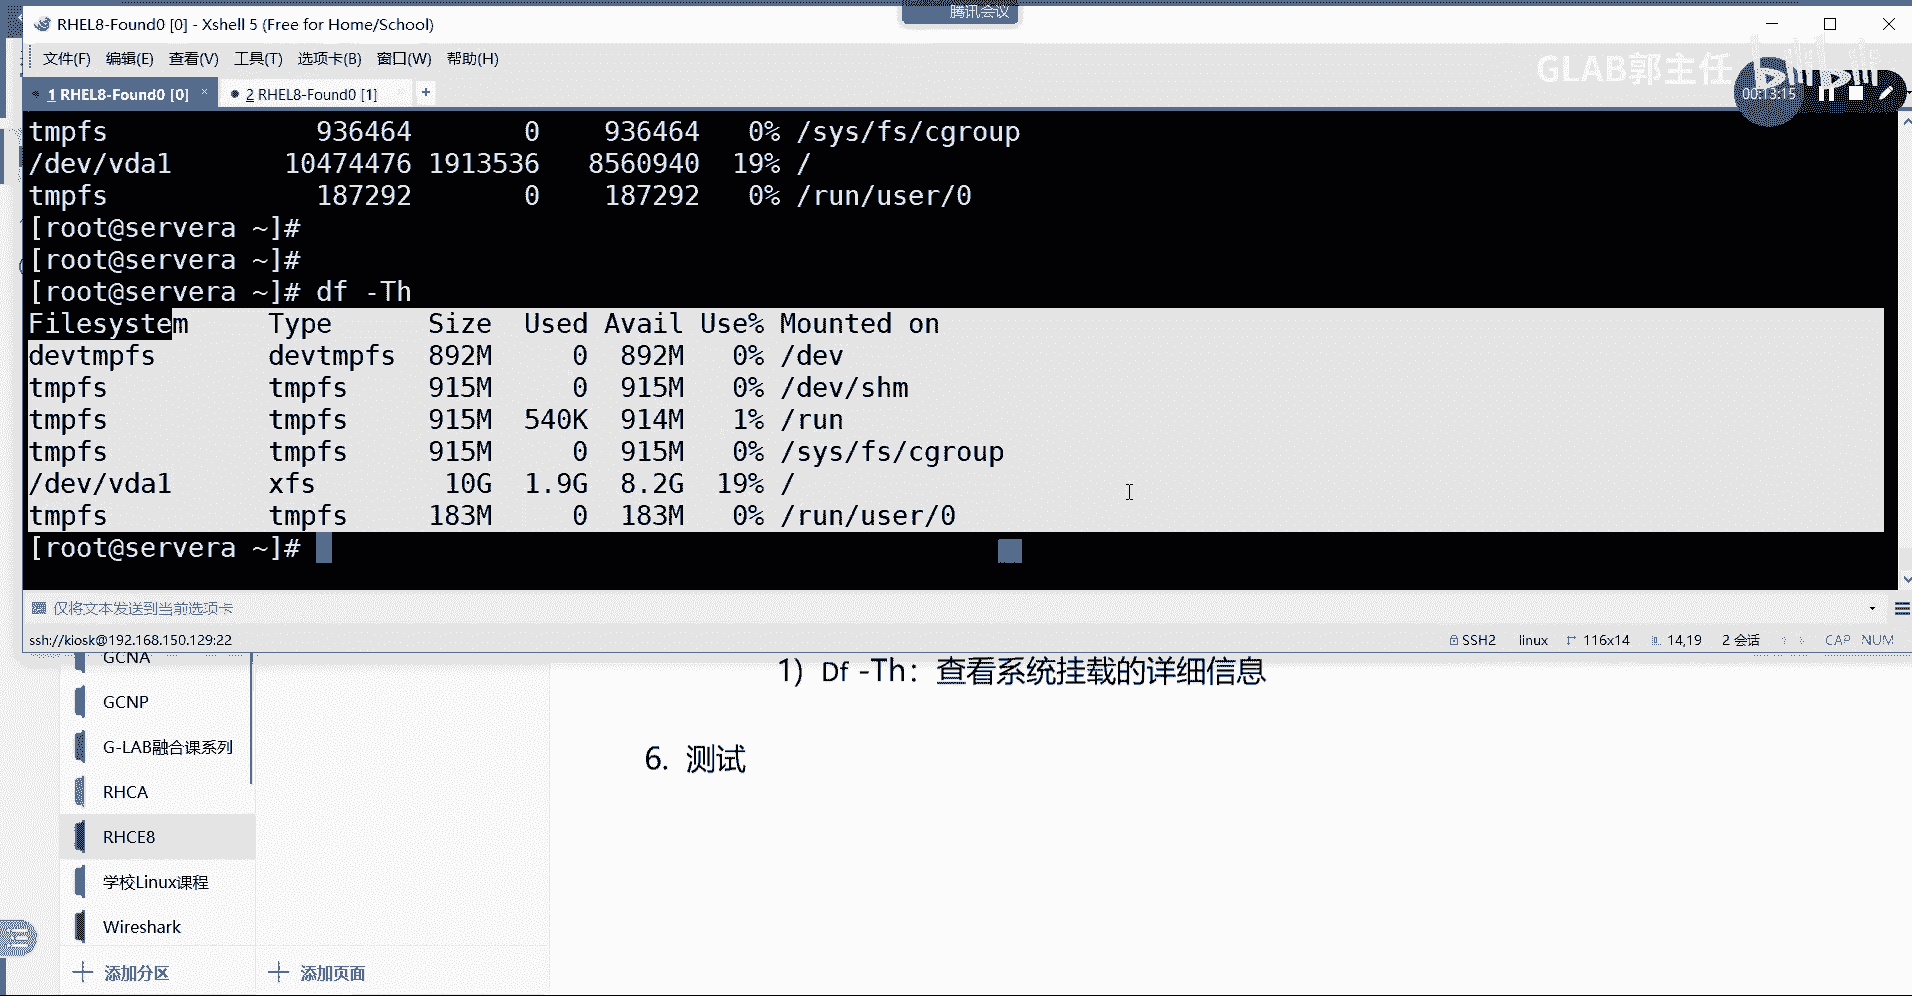 腾讯会议
RHEL8-Found0 [0] - Xshell 5 (Free for Home/School)
文件(F) 编辑(E) 查看(V) 工具(T) 选项卡(B) 窗口(W) 帮助(H)
GLAB郭主任 bilibili
00:13:15
1 RHEL8-Found0 [0] × 2 RHEL8-Found0 [1] +
tmpfs 936464 0 936464 0% /sys/fs/cgroup
/dev/vda1 10474476 1913536 8560940 19% /
tmpfs 187292 0 187292 0% /run/user/0
[root@servera ~]#
[root@servera ~]#
[root@servera ~]# df -Th
Filesystem Type Size Used Avail Use% Mounted on
devtmpfs devtmpfs 892M 0 892M 0% /dev
tmpfs tmpfs 915M 0 915M 0% /dev/shm
tmpfs tmpfs 915M 540K 914M 1% /run
tmpfs tmpfs 915M 0 915M 0% /sys/fs/cgroup
/dev/vda1 xfs 10G 1.9G 8.2G 19% /
tmpfs tmpfs 183M 0 183M 0% /run/user/0
[root@servera ~]#
仅将文本发送到当前选项卡
ssh://kiosk@192.168.150.129:22 SSH2 linux 116x14 14,19 2 会话 CAP NUM
GCNA
GCNP
G-LAB融合课系列
RHCA
RHCE8
学校Linux课程
Wireshark
添加分区 添加页面
1) Df -Th：查看系统挂载的详细信息
6. 测试